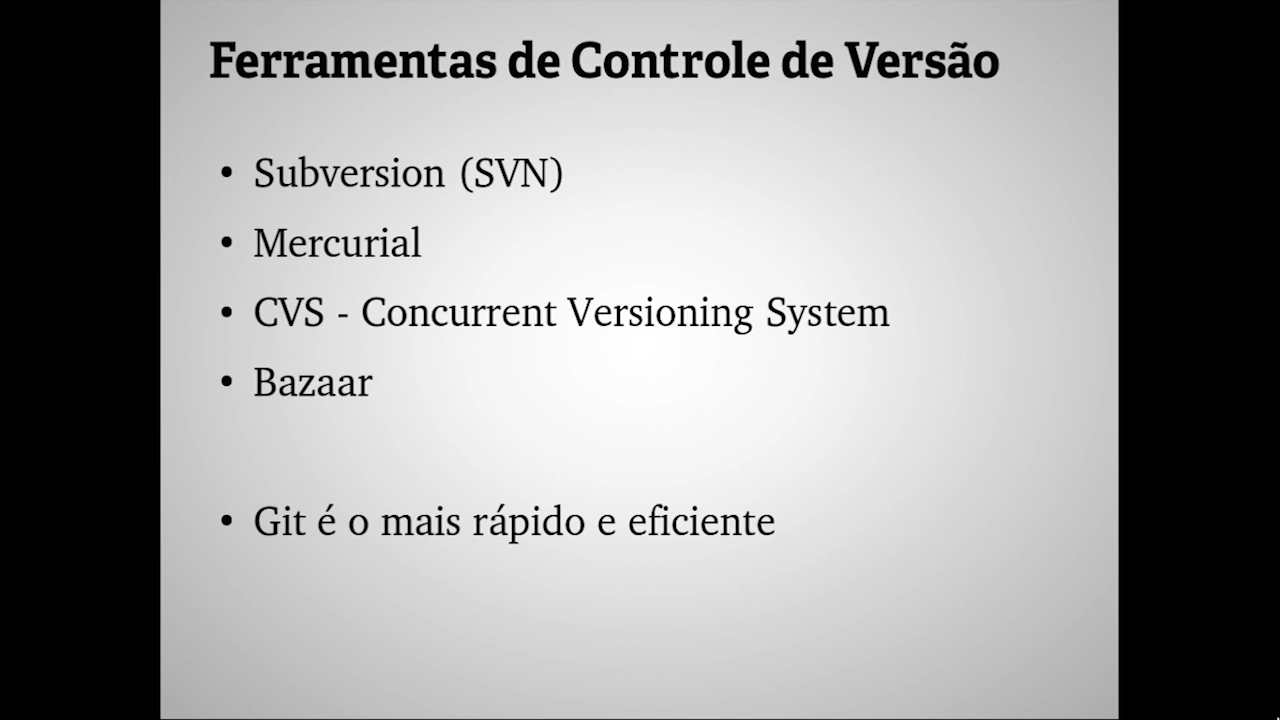 Ferramentas de Controle de Versão
• Subversion (SVN)
• Mercurial
• CVS - Concurrent Versioning System
• Bazaar
• Git é o mais rápido e eficiente